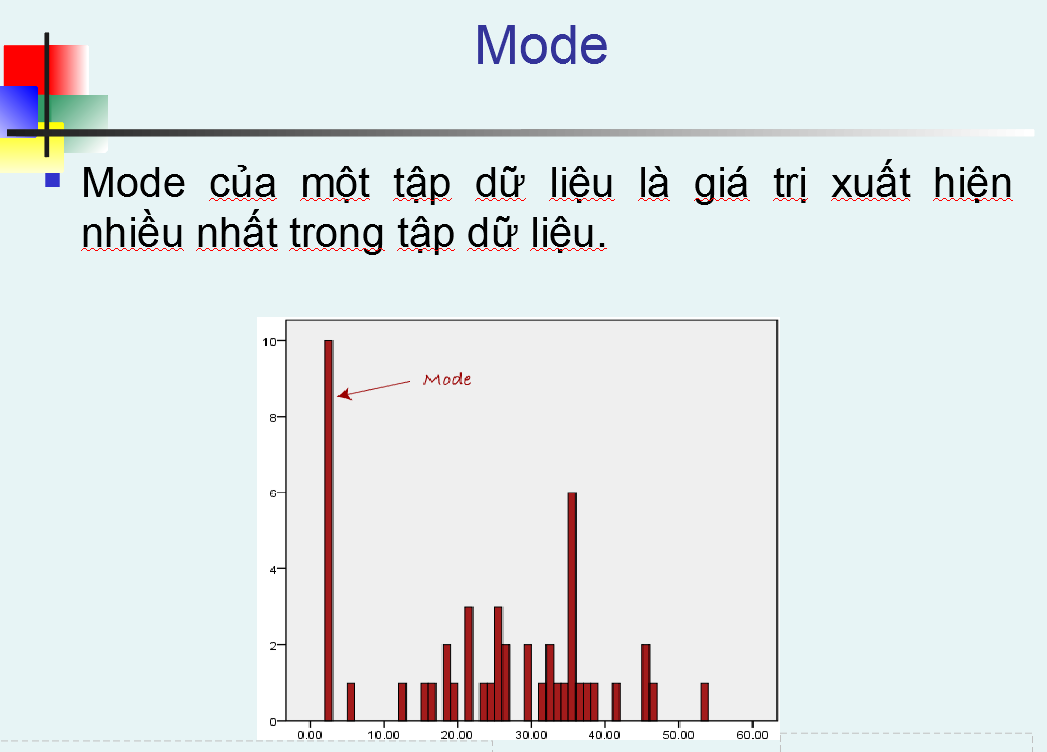 Mode
Mode của một tập dữ liệu là giá trị xuất hiện
nhiều nhất trong tập dữ liệu.
10
Mode
8
6
4
2
0
0.00 10.00 20.00 30.00 40.00 50.00 60.00